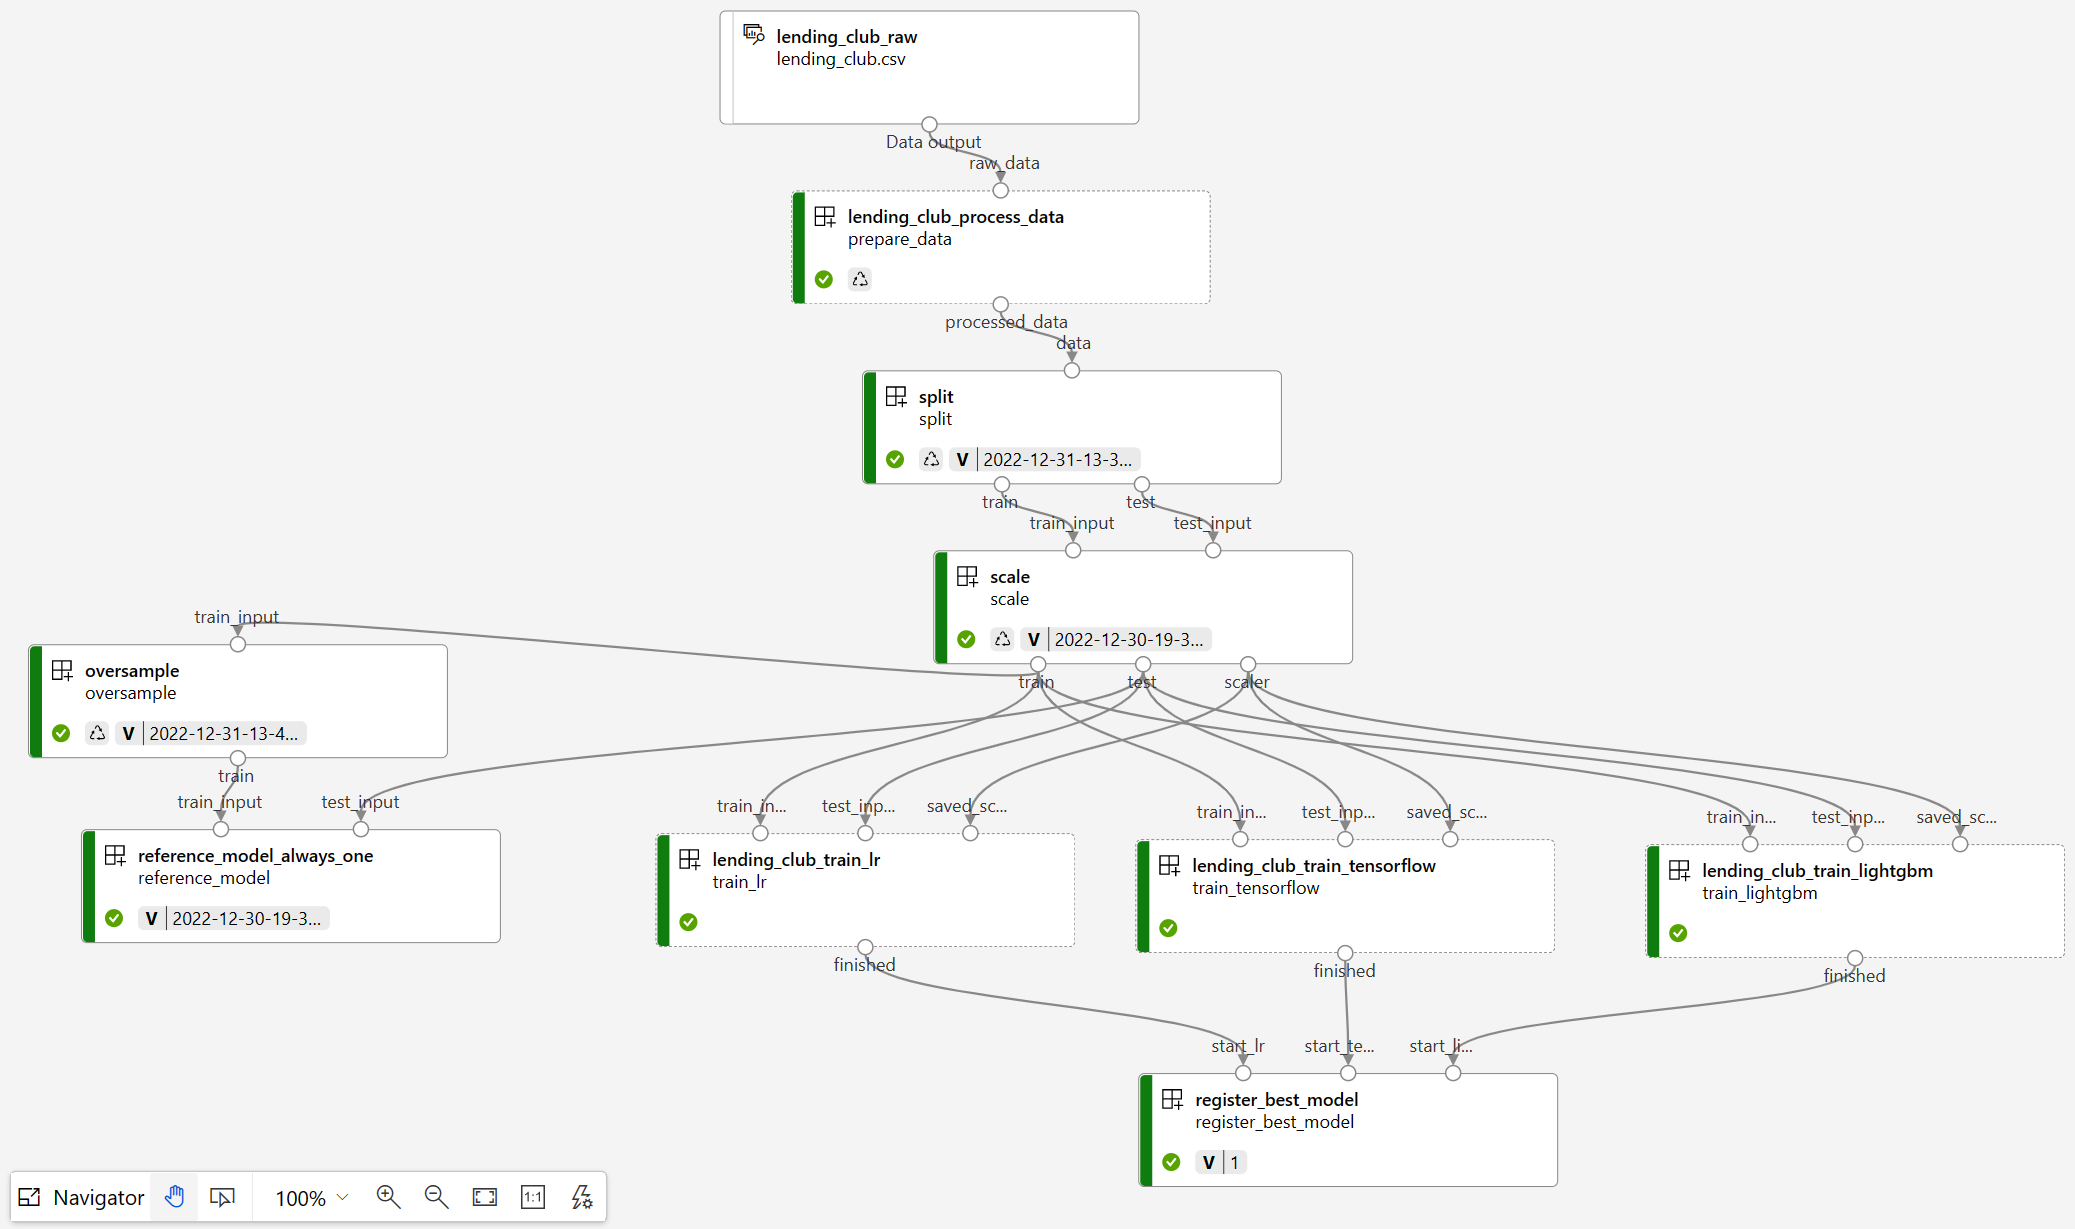 lending_club_raw
lending_club.csv
Data output
raw_data
lending_club_process_data
prepare_data
processed_data
data
split
split
V 2022-12-31-13-3...
train
test
train_input
test_input
scale
scale
V 2022-12-30-19-3...
train
test
scaler
train_input
oversample
oversample
V 2022-12-31-13-4...
train
train_input
test_input
reference_model_always_one
reference_model
V 2022-12-30-19-3...
train_in...
test_inp...
saved_sc...
lending_club_train_lr
train_lr
finished
train_in...
test_inp...
saved_sc...
lending_club_train_tensorflow
train_tensorflow
finished
train_in...
test_inp...
saved_sc...
lending_club_train_lightgbm
train_lightgbm
finished
start_lr
start_te...
start_li...
register_best_model
register_best_model
V 1
Navigator
100%
1:1